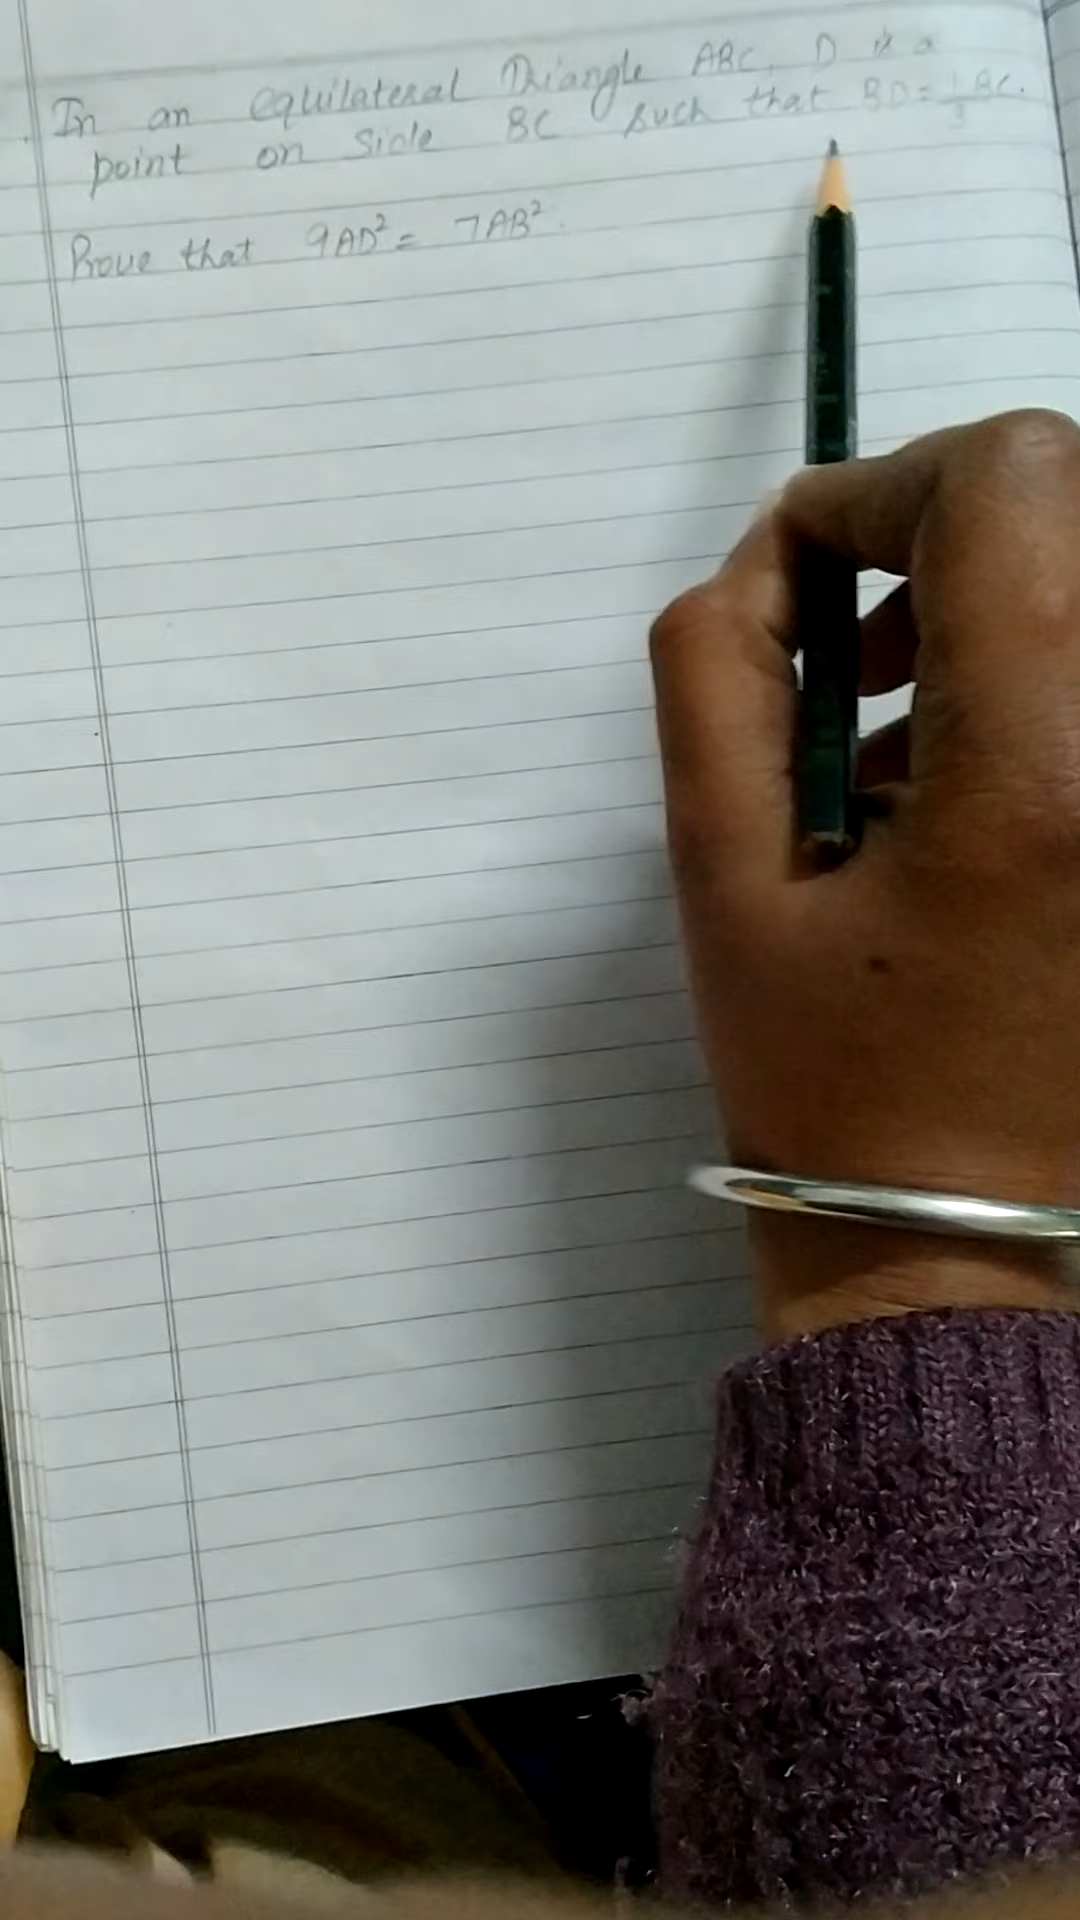 In an equilateral Triangle ABC, D is a
point on side BC such that BD = 1/3 BC.
Prove that 9AD² = 7AB².